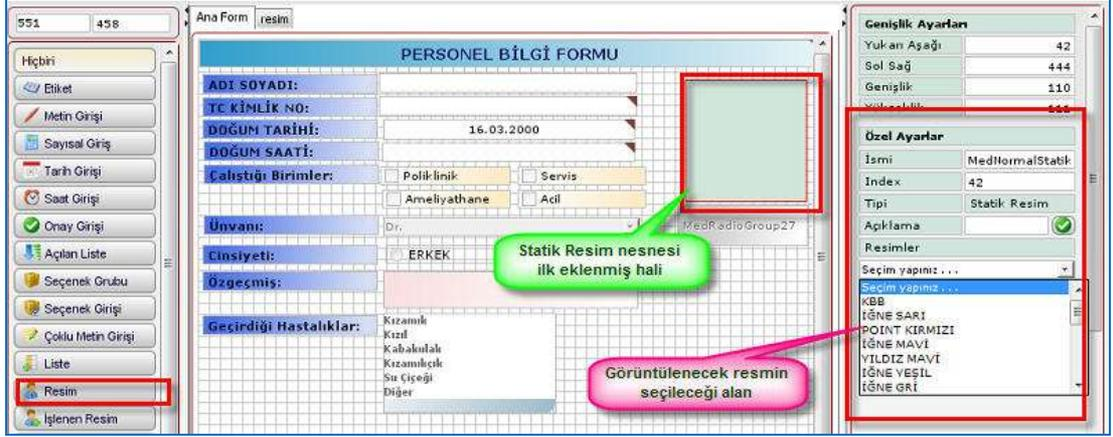 551 458
Hiçbiri
Etiket
Metin Girişi
Sayısal Giriş
Tarih Girişi
Saat Girişi
Onay Girişi
Açılan Liste
Seçenek Grubu
Seçenek Girişi
Çoklu Metin Girişi
Liste
Resim
İşlenen Resim
Ana Form resim
PERSONEL BİLGİ FORMU
ADI SOYADI:
TC KİMLİK NO:
DOĞUM TARİHİ: 16.03.2000
DOĞUM SAATİ:
Çalıştığı Birimler: Poliklinik Servis
Ameliyathane Acil
Ünvanı: Dr. MedRadioGroup27
Cinsiyeti: ERKEK
Özgeçmiş:
Geçirdiği Hastalıklar: Kızamık
Kızıl
Kabakulak
Kızamıkçık
Su Çiçeği
Diğer
Statik Resim nesnesi
ilk eklenmiş hali
Görüntülenecek resmin
seçileceği alan
Genişlik Ayarları
Yukarı Aşağı 42
Sol Sağ 444
Genişlik 110
Yükseklik 111
Özel Ayarlar
İsmi MedNormalStatik
Index 42
Tipi Statik Resim
Açıklama
Resimler
Seçim yapınız . . .
Seçim yapınız . . .
KBB
İĞNE SARI
POINT KIRMIZI
İĞNE MAVİ
YILDIZ MAVİ
İĞNE YEŞİL
İĞNE GRİ